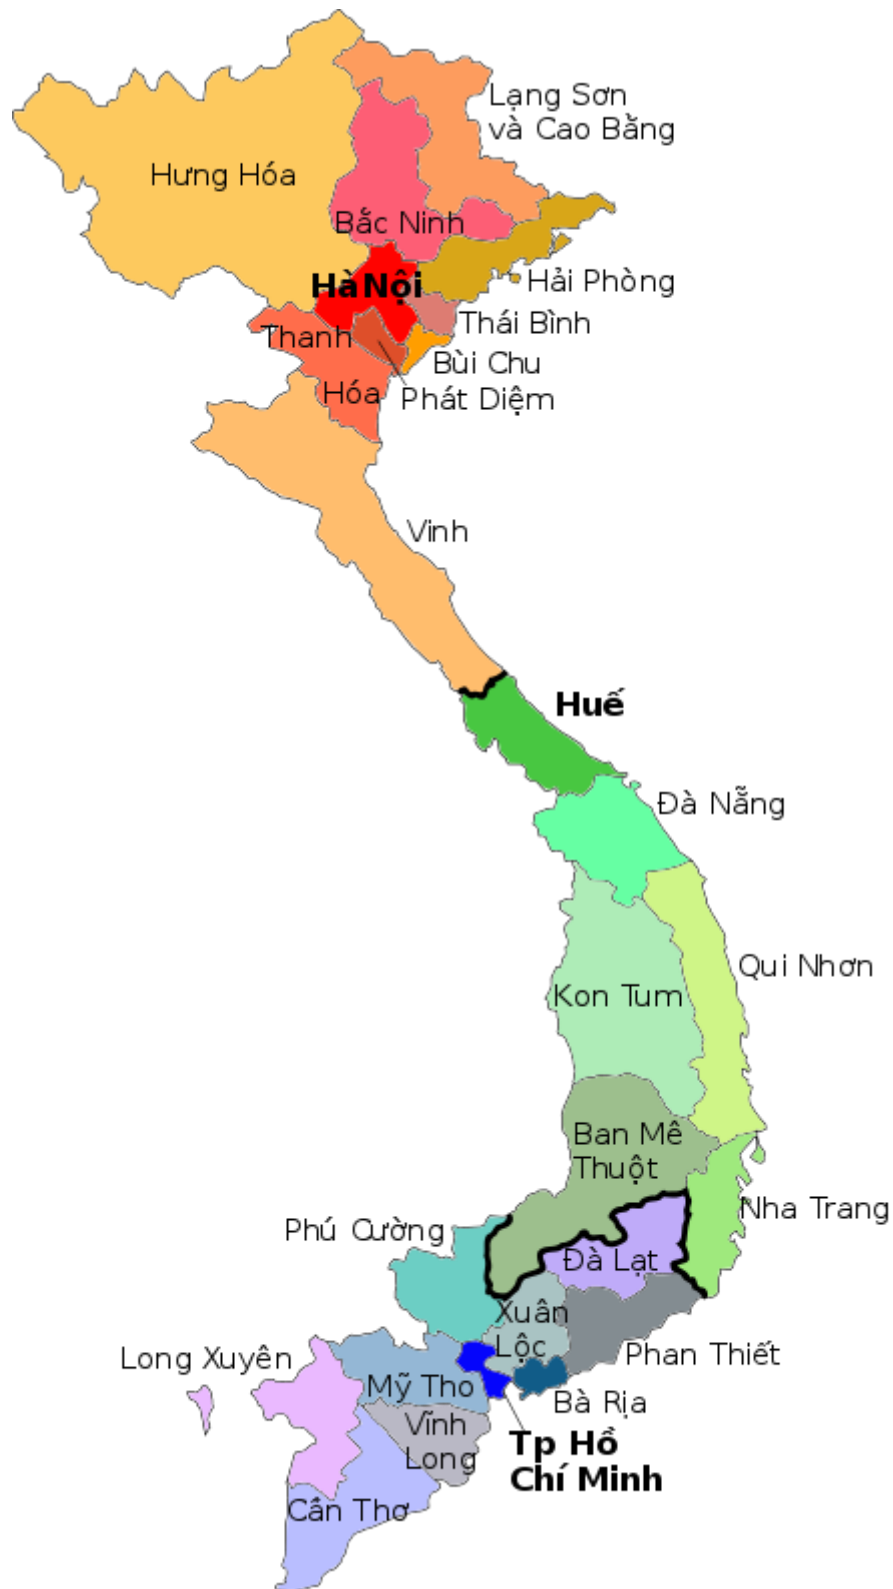 Lạng Sơn
và Cao Bằng
Hưng Hóa
Bắc Ninh
Hà Nội
Hải Phòng
Thái Bình
Thanh
Hóa
Bùi Chu
Phát Diệm
Vinh
Huế
Đà Nẵng
Qui Nhơn
Kon Tum
Ban Mê
Thuột
Nha Trang
Phú Cường
Đà Lạt
Xuân
Lộc
Phan Thiết
Long Xuyên
Mỹ Tho
Bà Rịa
Vĩnh
Long
Tp Hồ
Chí Minh
Cần Thơ